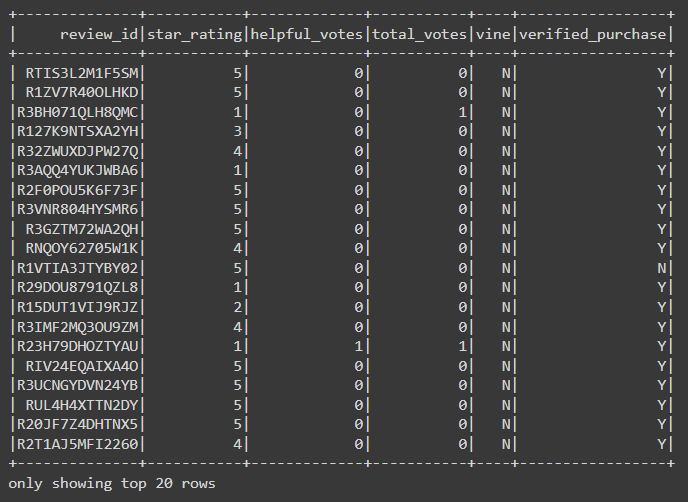 +--------------+-----------+-------------+-----------+----+-----------------+
|     review_id|star_rating|helpful_votes|total_votes|vine|verified_purchase|
+--------------+-----------+-------------+-----------+----+-----------------+
| RTIS3L2M1F5SM|          5|            0|          0|   N|                Y|
| R1ZV7R40OLHKD|          5|            0|          0|   N|                Y|
|R3BH071QLH8QMC|          1|            0|          1|   N|                Y|
|R127K9NTSXA2YH|          3|            0|          0|   N|                Y|
|R32ZWUXDJPW27Q|          4|            0|          0|   N|                Y|
|R3AQQ4YUKJWBA6|          1|            0|          0|   N|                Y|
|R2F0POU5K6F73F|          5|            0|          0|   N|                Y|
|R3VNR804HYSMR6|          5|            0|          0|   N|                Y|
| R3GZTM72WA2QH|          5|            0|          0|   N|                Y|
| RNQOY62705W1K|          4|            0|          0|   N|                Y|
|R1VTIA3JTYBY02|          5|            0|          0|   N|                N|
|R29DOU8791QZL8|          1|            0|          0|   N|                Y|
|R15DUT1VIJ9RJZ|          2|            0|          0|   N|                Y|
|R3IMF2MQ3OU9ZM|          4|            0|          0|   N|                Y|
|R23H79DHOZTYAU|          1|            1|          1|   N|                Y|
| RIV24EQAIXA4O|          5|            0|          0|   N|                Y|
|R3UCNGYDVN24YB|          5|            0|          0|   N|                Y|
| RUL4H4XTTN2DY|          5|            0|          0|   N|                Y|
|R20JF7Z4DHTNX5|          5|            0|          0|   N|                Y|
|R2T1AJ5MFI2260|          4|            0|          0|   N|                Y|
+--------------+-----------+-------------+-----------+----+-----------------+
only showing top 20 rows